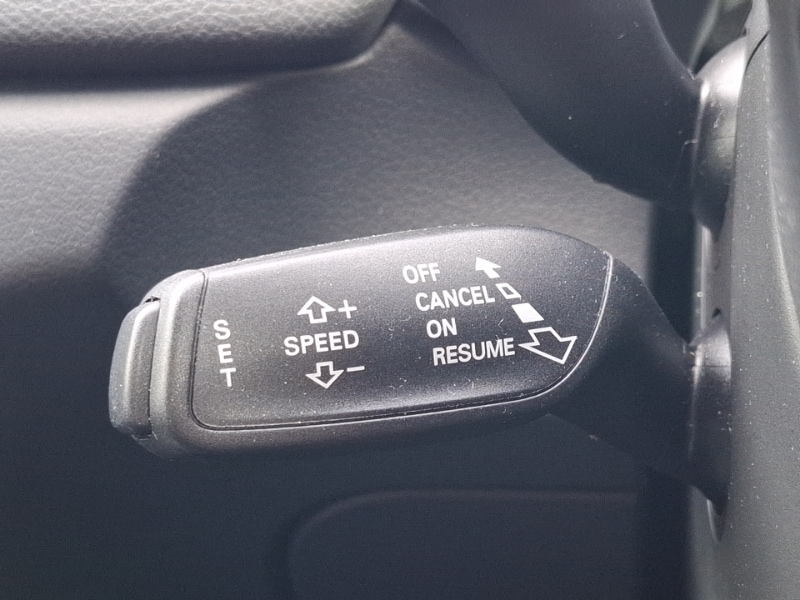 SET
+
SPEED
−
OFF
CANCEL
ON
RESUME